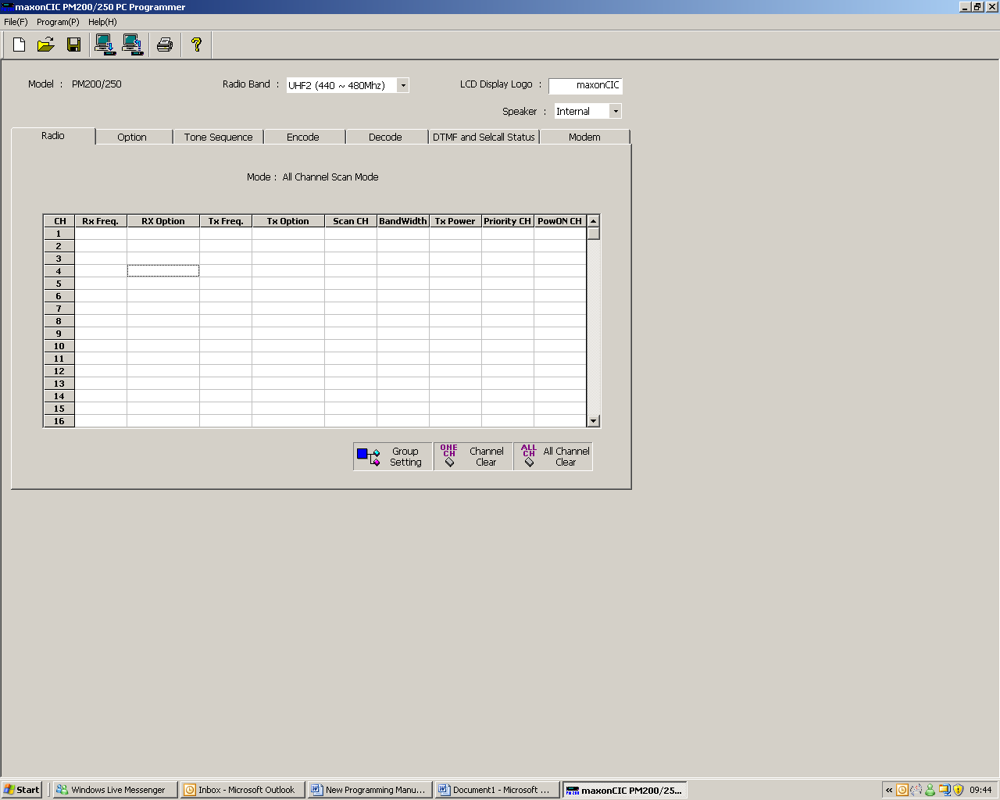 maxonCIC PM200/250 PC Programmer
File(F) Program(P) Help(H)
Model : PM200/250 Radio Band : UHF2 (440 ~ 480Mhz) LCD Display Logo : maxonCIC
Speaker : Internal
Radio Option Tone Sequence Encode Decode DTMF and Selcall Status Modem
Mode : All Channel Scan Mode
CH Rx Freq. RX Option Tx Freq. Tx Option Scan CH BandWidth Tx Power Priority CH PowON CH
1
2
3
4
5
6
7
8
9
10
11
12
13
14
15
16
Group Setting ONE CH Channel Clear ALL CH All Channel Clear
Start Windows Live Messenger Inbox - Microsoft Outlook New Programming Manu... Document1 - Microsoft ... PM 200 maxonCIC PM200/25... « 09:44